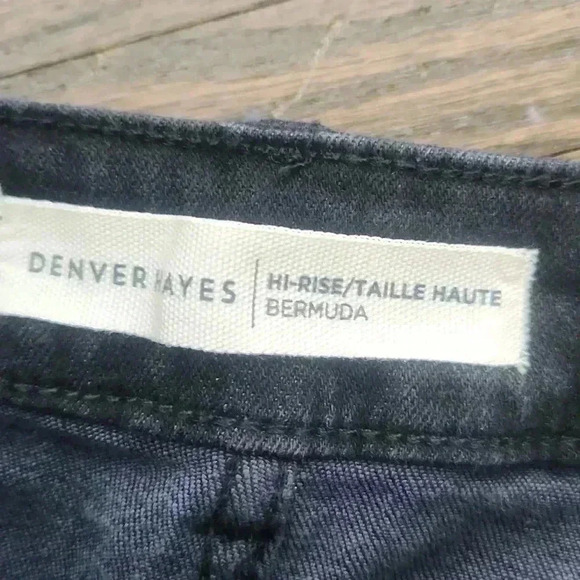 DENVER HAYES
HI-RISE/TAILLE HAUTE
BERMUDA